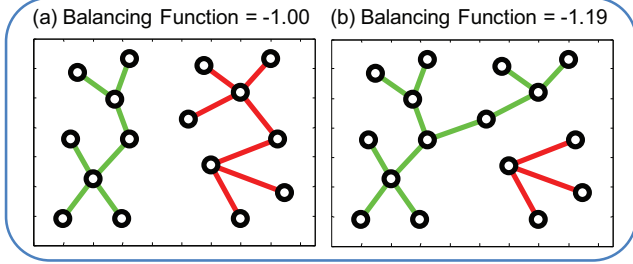 (a) Balancing Function = -1.00
(b) Balancing Function = -1.19